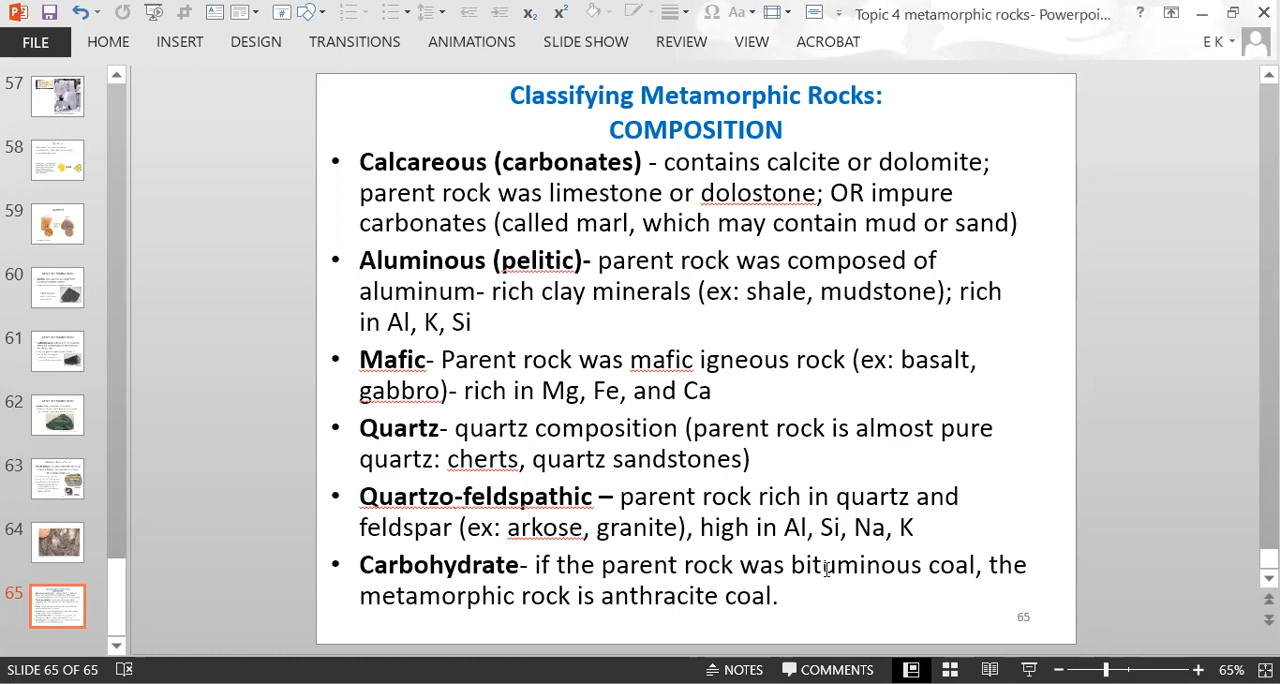 Topic 4 metamorphic rocks- Powerpoi...
FILE HOME INSERT DESIGN TRANSITIONS ANIMATIONS SLIDE SHOW REVIEW VIEW ACROBAT E K
57
58
59
60
61
62
63
64
65
Classifying Metamorphic Rocks:
COMPOSITION
• Calcareous (carbonates) - contains calcite or dolomite;
parent rock was limestone or dolostone; OR impure
carbonates (called marl, which may contain mud or sand)
• Aluminous (pelitic)- parent rock was composed of
aluminum- rich clay minerals (ex: shale, mudstone); rich
in Al, K, Si
• Mafic- Parent rock was mafic igneous rock (ex: basalt,
gabbro)- rich in Mg, Fe, and Ca
• Quartz- quartz composition (parent rock is almost pure
quartz: cherts, quartz sandstones)
• Quartzo-feldspathic – parent rock rich in quartz and
feldspar (ex: arkose, granite), high in Al, Si, Na, K
• Carbohydrate- if the parent rock was bituminous coal, the
metamorphic rock is anthracite coal.
65
SLIDE 65 OF 65 NOTES COMMENTS 65%